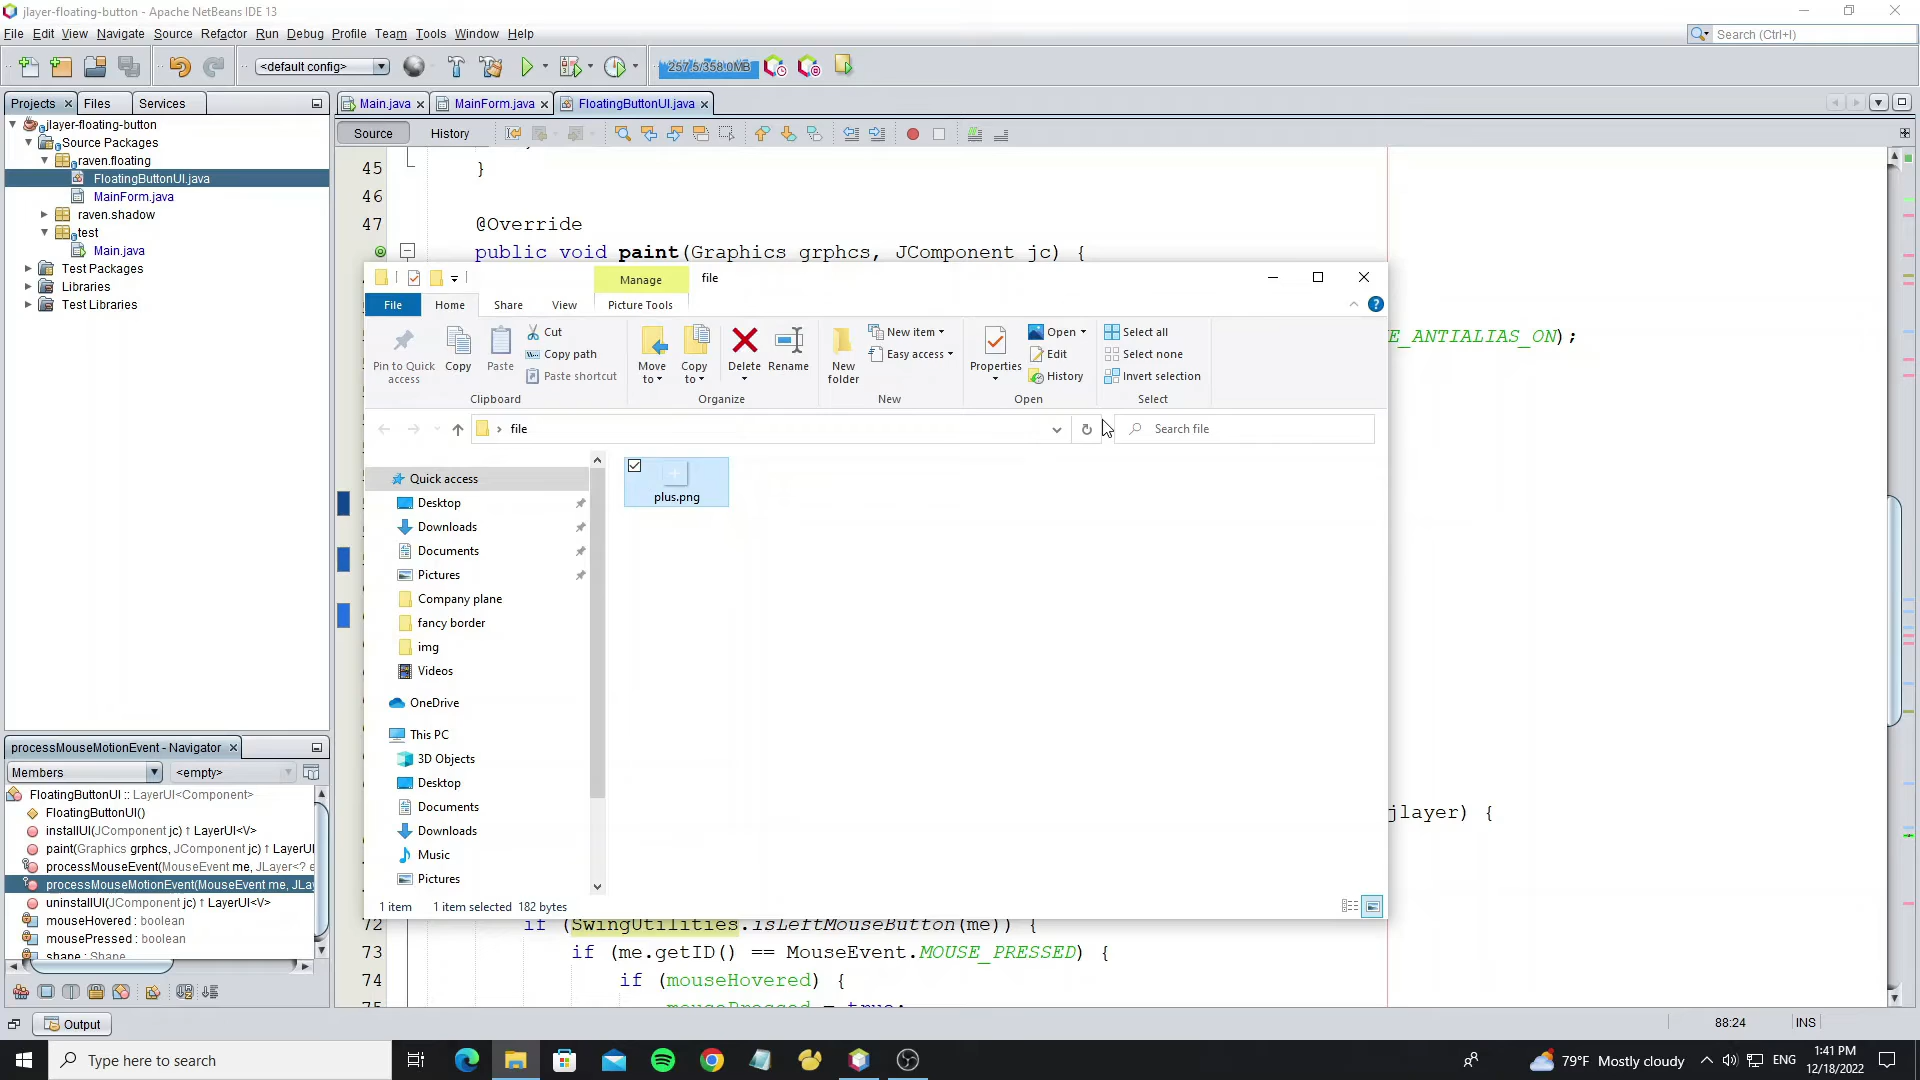 jlayer-floating-button - Apache NetBeans IDE 13
File Edit View Navigate Source Refactor Run Debug Profile Team Tools Window Help
Search (Ctrl+I)
<default config>
257.5/358.0MB
Projects Files Services
Main.java MainForm.java FloatingButtonUI.java
Source History
jlayer-floating-button
Source Packages
raven.floating
FloatingButtonUI.java
MainForm.java
raven.shadow
test
Main.java
Test Packages
Libraries
Test Libraries
45 }
46
47 @Override
public void paint(Graphics grphcs, JComponent jc) {
E_ANTIALIAS_ON);
jlayer) {
72 if (SwingUtilities.isLeftMouseButton(me)) {
73 if (me.getID() == MouseEvent.MOUSE_PRESSED) {
74 if (mouseHovered) {
75 mousePressed = true;
Manage file
File Home Share View Picture Tools
Pin to Quick access
Copy
Paste
Cut
Copy path
Paste shortcut
Clipboard
Move to
Copy to
Delete
Rename
Organize
New folder
New item
Easy access
New
Properties
Open
Edit
History
Open
Select all
Select none
Invert selection
Select
file
Search file
Quick access
Desktop
Downloads
Documents
Pictures
Company plane
fancy border
img
Videos
OneDrive
This PC
3D Objects
Desktop
Documents
Downloads
Music
Pictures
plus.png
1 item 1 item selected 182 bytes
processMouseMotionEvent - Navigator
Members <empty>
FloatingButtonUI :: LayerUI<Component>
FloatingButtonUI()
installUI(JComponent jc) ↑ LayerUI<V>
paint(Graphics grphcs, JComponent jc) ↑ LayerUI
processMouseEvent(MouseEvent me, JLayer<? e
processMouseMotionEvent(MouseEvent me, JLa
uninstallUI(JComponent jc) ↑ LayerUI<V>
mouseHovered : boolean
mousePressed : boolean
shape : Shape
Output
88:24 INS
Type here to search
79°F Mostly cloudy
ENG
1:41 PM
12/18/2022